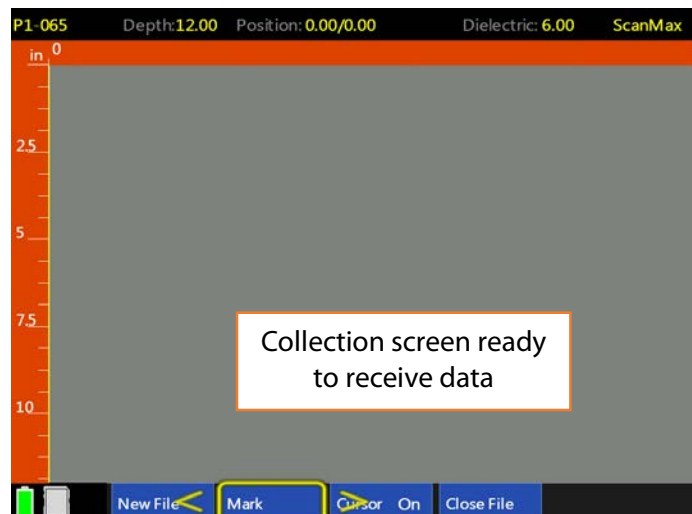 P1-065 Depth:12.00 Position: 0.00/0.00 Dielectric: 6.00 ScanMax
in 0
2.5
5
7.5
Collection screen ready
to receive data
10
New File < Mark > Cursor On Close File